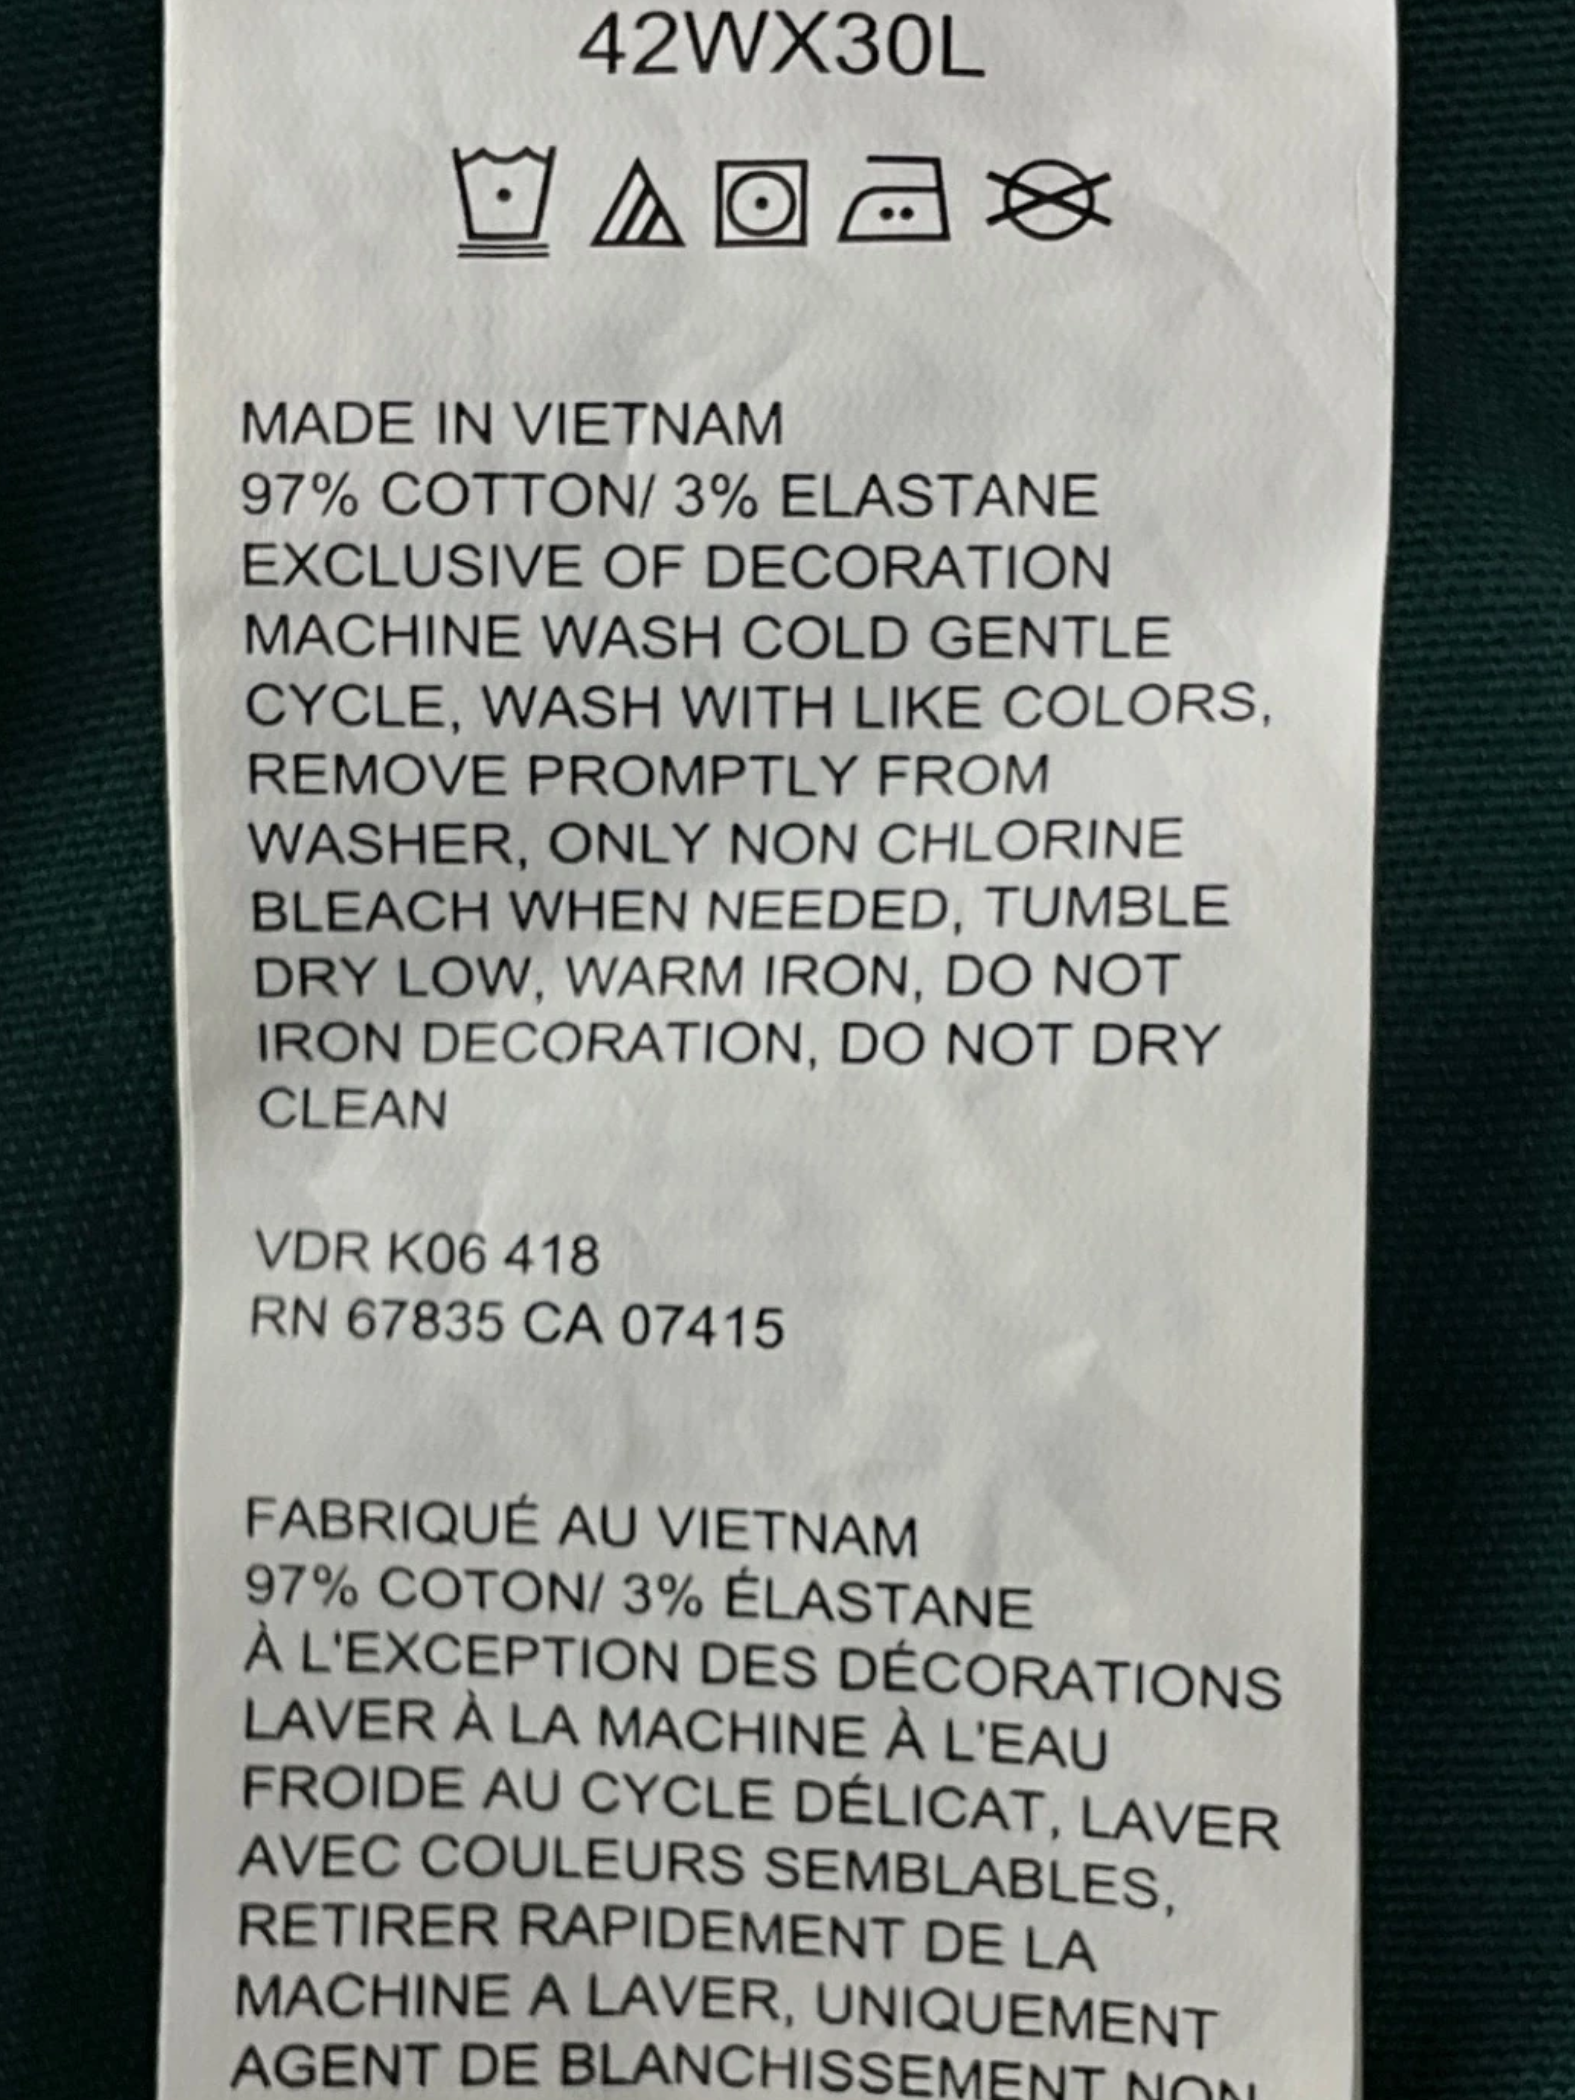 42WX30L
MADE IN VIETNAM
97% COTTON/ 3% ELASTANE
EXCLUSIVE OF DECORATION
MACHINE WASH COLD GENTLE
CYCLE, WASH WITH LIKE COLORS,
REMOVE PROMPTLY FROM
WASHER, ONLY NON CHLORINE
BLEACH WHEN NEEDED, TUMBLE
DRY LOW, WARM IRON, DO NOT
IRON DECORATION, DO NOT DRY
CLEAN
VDR K06 418
RN 67835 CA 07415
FABRIQUÉ AU VIETNAM
97% COTON/ 3% ÉLASTANE
À L'EXCEPTION DES DÉCORATIONS
LAVER À LA MACHINE À L'EAU
FROIDE AU CYCLE DÉLICAT, LAVER
AVEC COULEURS SEMBLABLES,
RETIRER RAPIDEMENT DE LA
MACHINE A LAVER, UNIQUEMENT
AGENT DE BLANCHISSEMENT NON